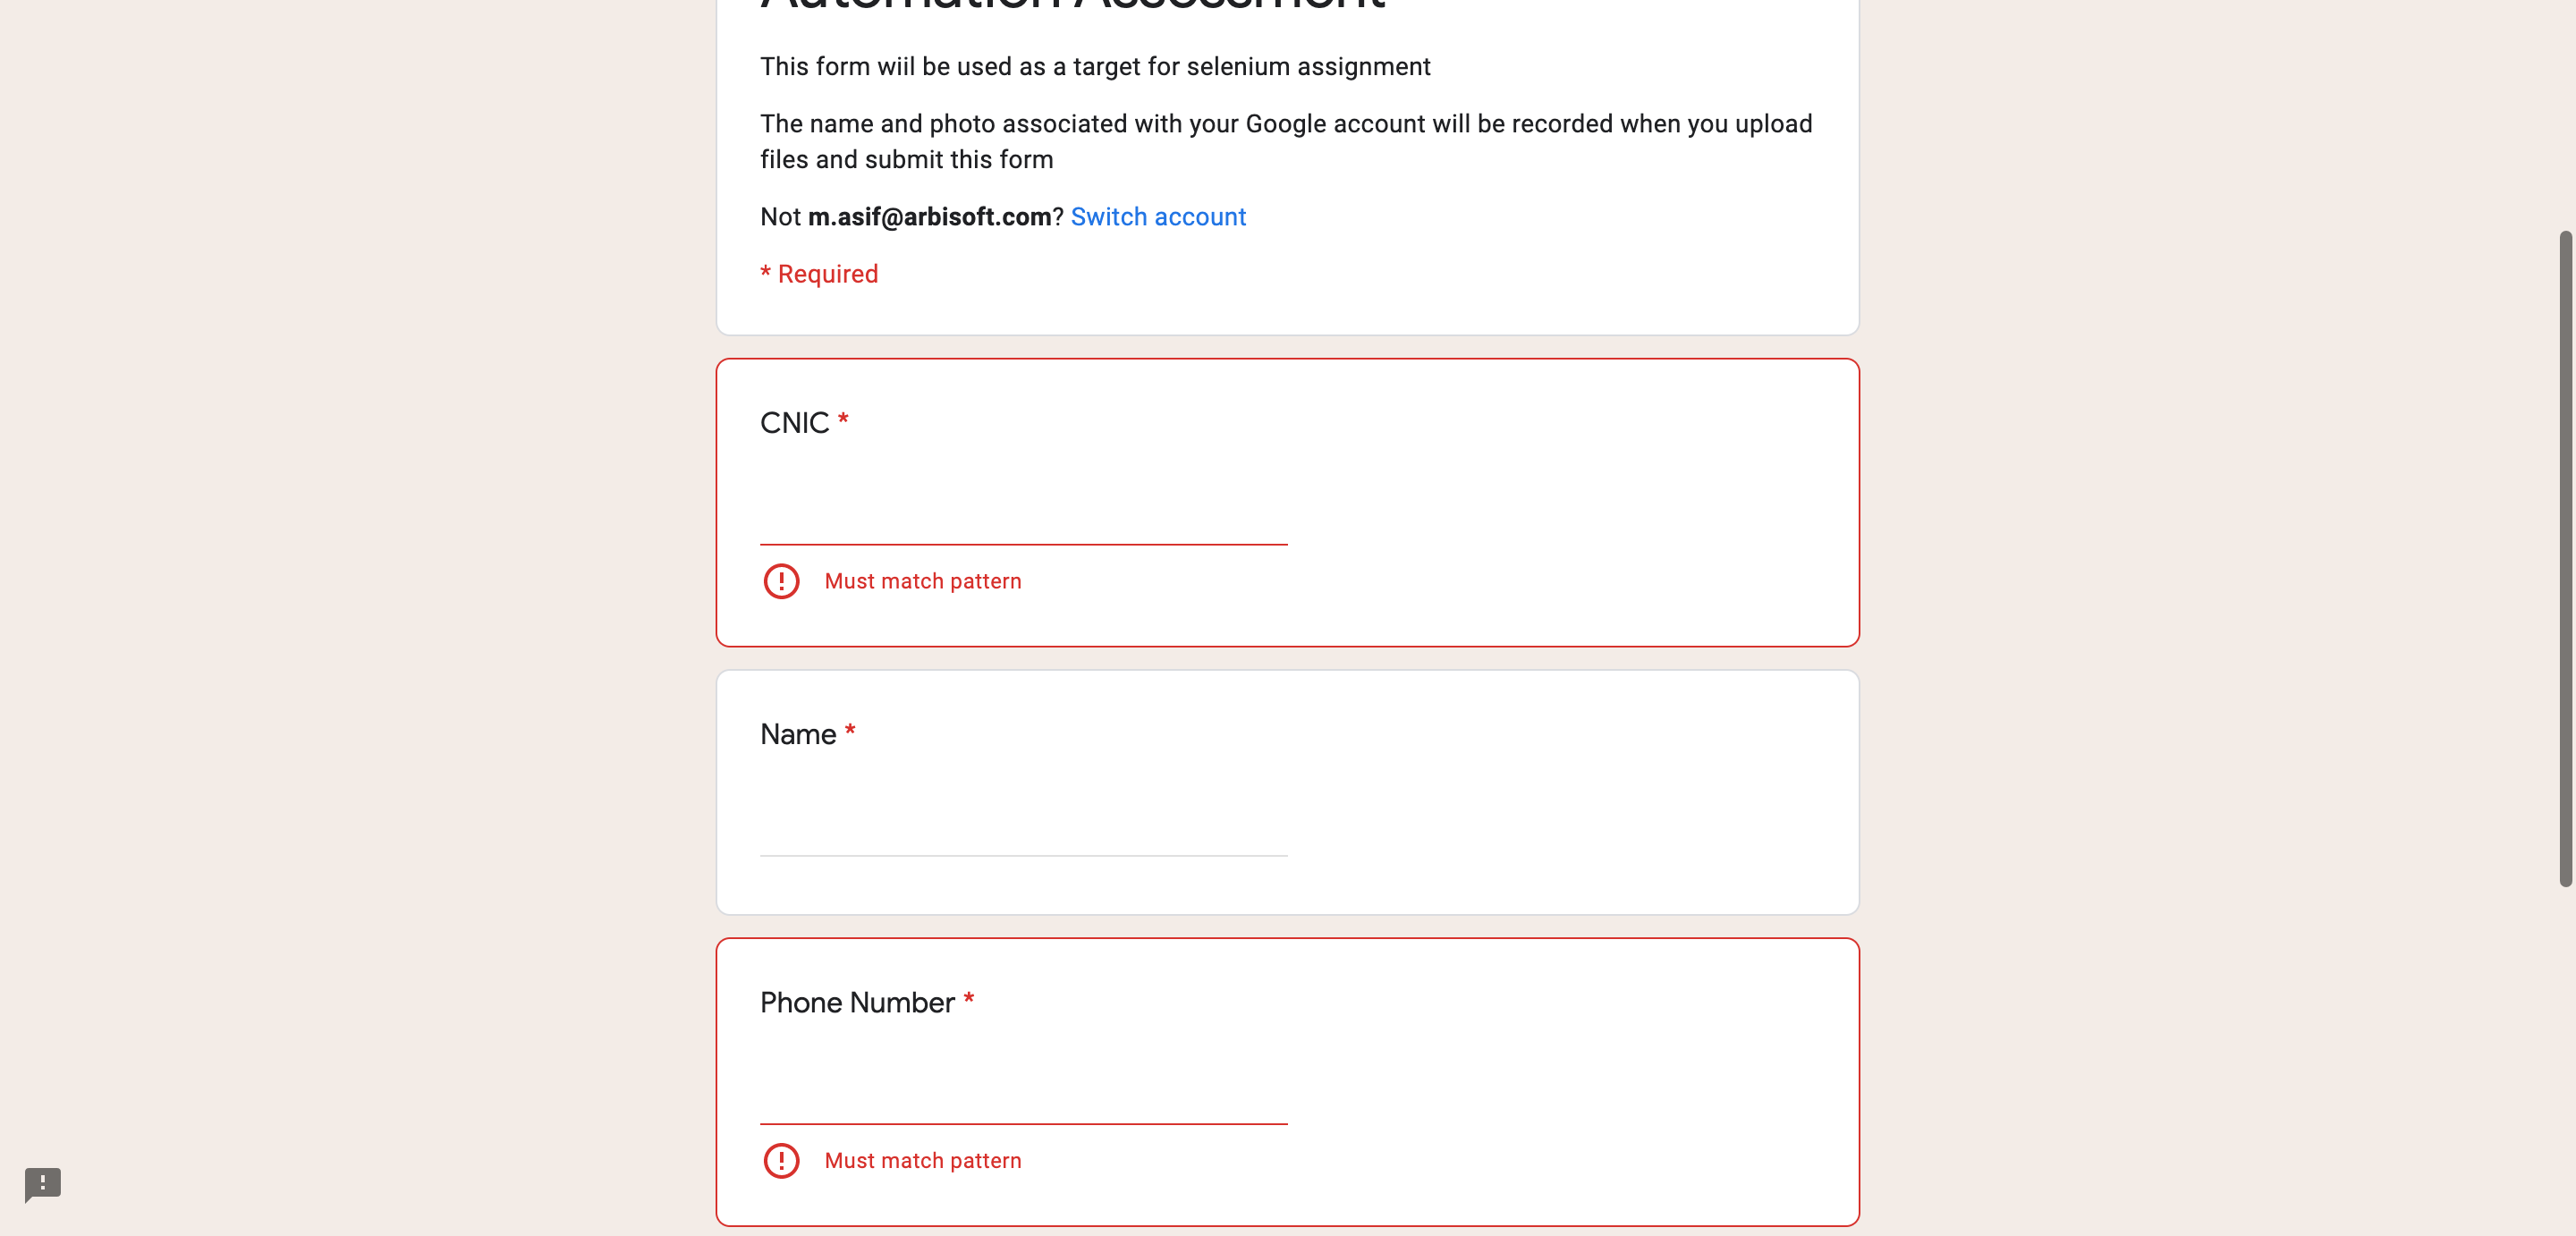 Automation Assessment
This form wiil be used as a target for selenium assignment
The name and photo associated with your Google account will be recorded when you upload
files and submit this form
Not m.asif@arbisoft.com? Switch account
* Required
CNIC *
Must match pattern
Name *
Phone Number *
Must match pattern